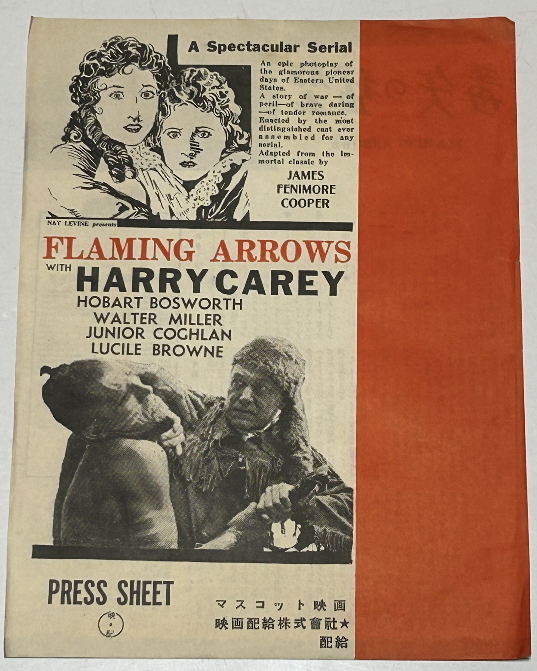 A Spectacular Serial
An epic photoplay of
the glamorous pioneer
days of Eastern United
States.
A story of war — of
peril—of brave daring
—of tender romance.
Enacted by the most
distinguished cast ever
assembled for any
serial.
Adapted from the im-
mortal classic by
JAMES
FENIMORE
COOPER
NAT LEVINE presents
FLAMING ARROWS
WITH HARRY CAREY
HOBART BOSWORTH
WALTER MILLER
JUNIOR COGHLAN
LUCILE BROWNE
PRESS SHEET
マスコット映画
映画配給株式會社★
配給